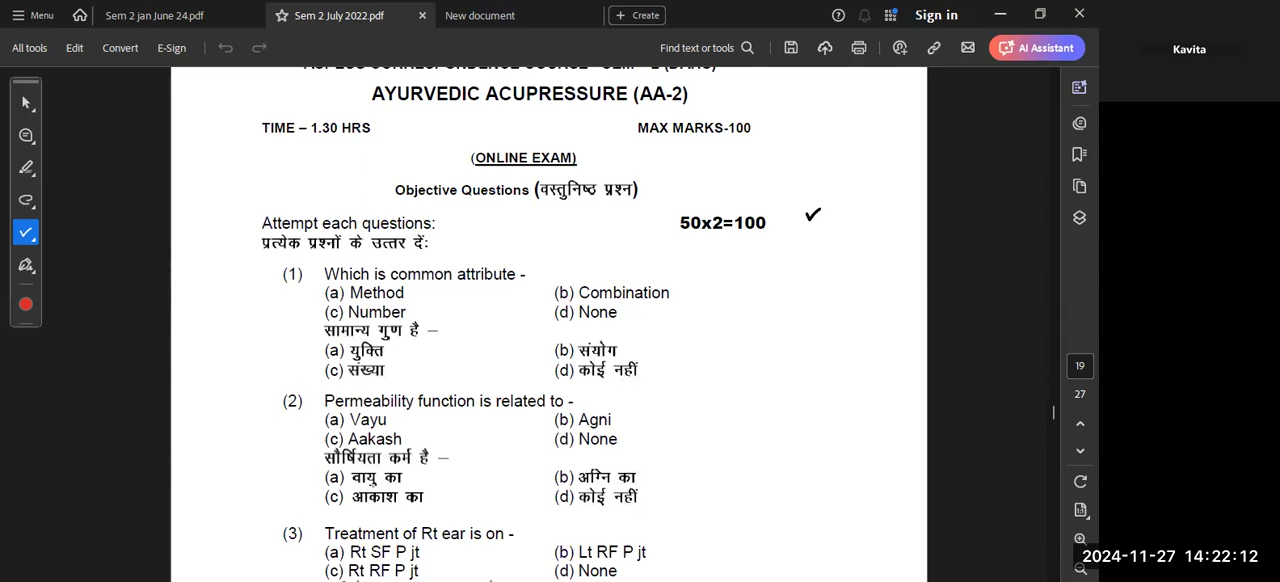 Menu
Sem 2 jan June 24.pdf
Sem 2 July 2022.pdf
New document
Create
Sign in
All tools
Edit
Convert
E-Sign
Find text or tools
AI Assistant
Kavita
AYURVEDIC ACUPRESSURE (AA-2)
TIME – 1.30 HRS MAX MARKS-100
(ONLINE EXAM)
Objective Questions (वस्तुनिष्ठ प्रश्न)
Attempt each questions: 50x2=100
प्रत्येक प्रश्नों के उत्तर दें:
(1) Which is common attribute -
(a) Method (b) Combination
(c) Number (d) None
सामान्य गुण है –
(a) युक्ति (b) संयोग
(c) संख्या (d) कोई नहीं
(2) Permeability function is related to -
(a) Vayu (b) Agni
(c) Aakash (d) None
सौर्षियता कर्म है –
(a) वायु का (b) अग्नि का
(c) आकाश का (d) कोई नहीं
(3) Treatment of Rt ear is on -
(a) Rt SF P jt (b) Lt RF P jt
(c) Rt RF P jt (d) None
19
27
2024-11-27 14:22:12